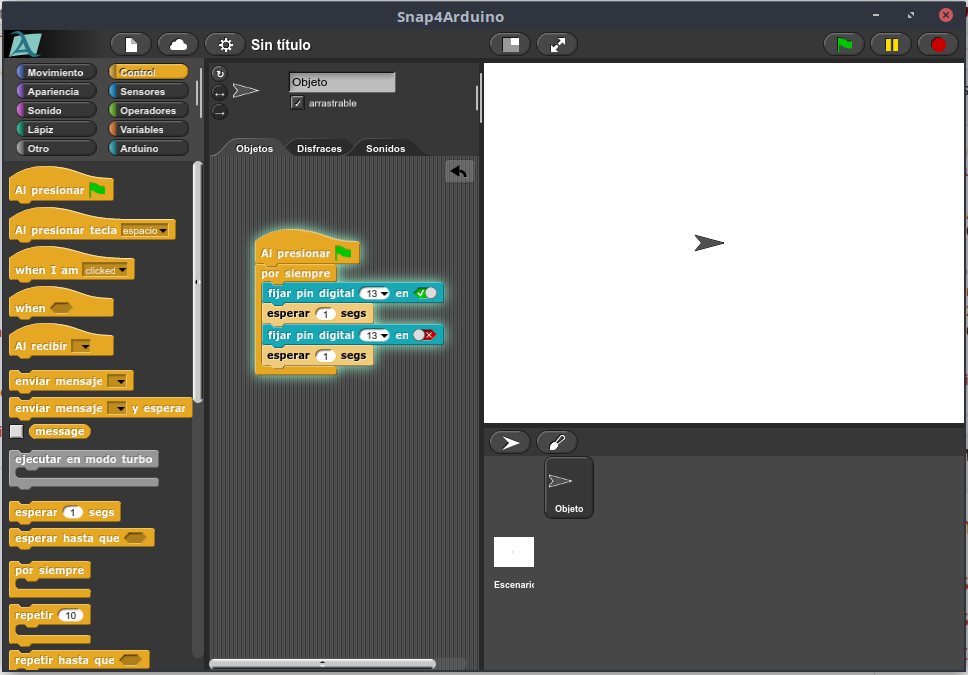 Snap4Arduino
Sin título
Movimiento
Control
Apariencia
Sensores
Sonido
Operadores
Lápiz
Variables
Otro
Arduino
Al presionar
Al presionar tecla espacio
when I am clicked
when
Al recibir
enviar mensaje
enviar mensaje y esperar
message
ejecutar en modo turbo
esperar 1 segs
esperar hasta que
por siempre
repetir 10
repetir hasta que
Objeto
arrastrable
Objetos
Disfraces
Sonidos
Al presionar
por siempre
fijar pin digital 13 en
esperar 1 segs
fijar pin digital 13 en
esperar 1 segs
Objeto
Escenario